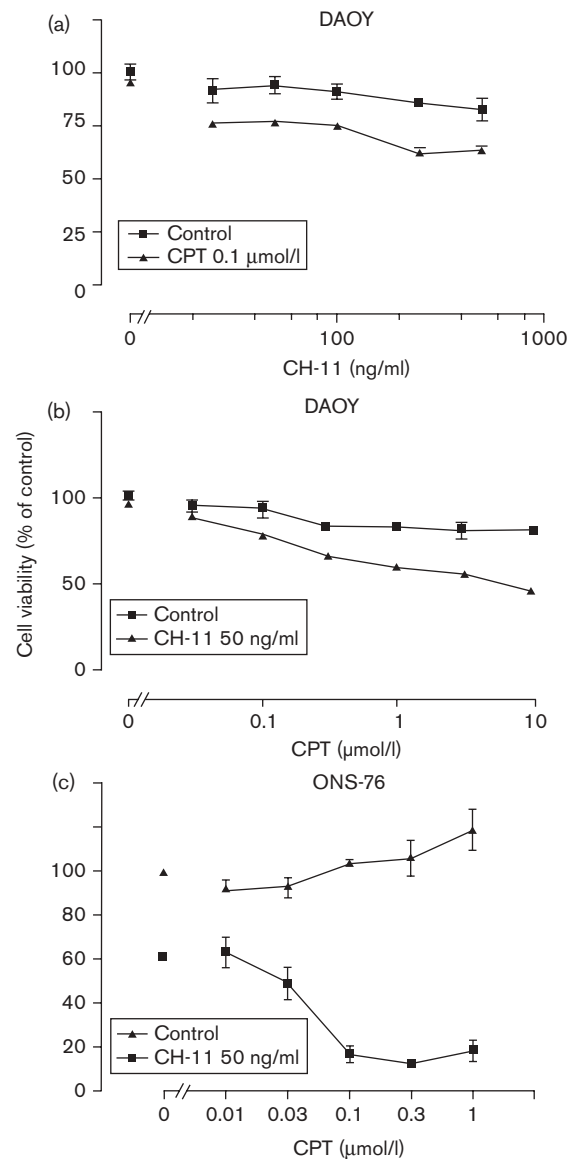 (a)
DAOY
100
75
50
25
0
Control
CPT 0.1 µmol/l
0 100 1000
CH-11 (ng/ml)
(b)
DAOY
Cell viability (% of control)
100
50
0
Control
CH-11 50 ng/ml
0 0.1 1 10
CPT (µmol/l)
(c)
ONS-76
100
80
60
40
20
0
Control
CH-11 50 ng/ml
0 0.01 0.03 0.1 0.3 1
CPT (µmol/l)